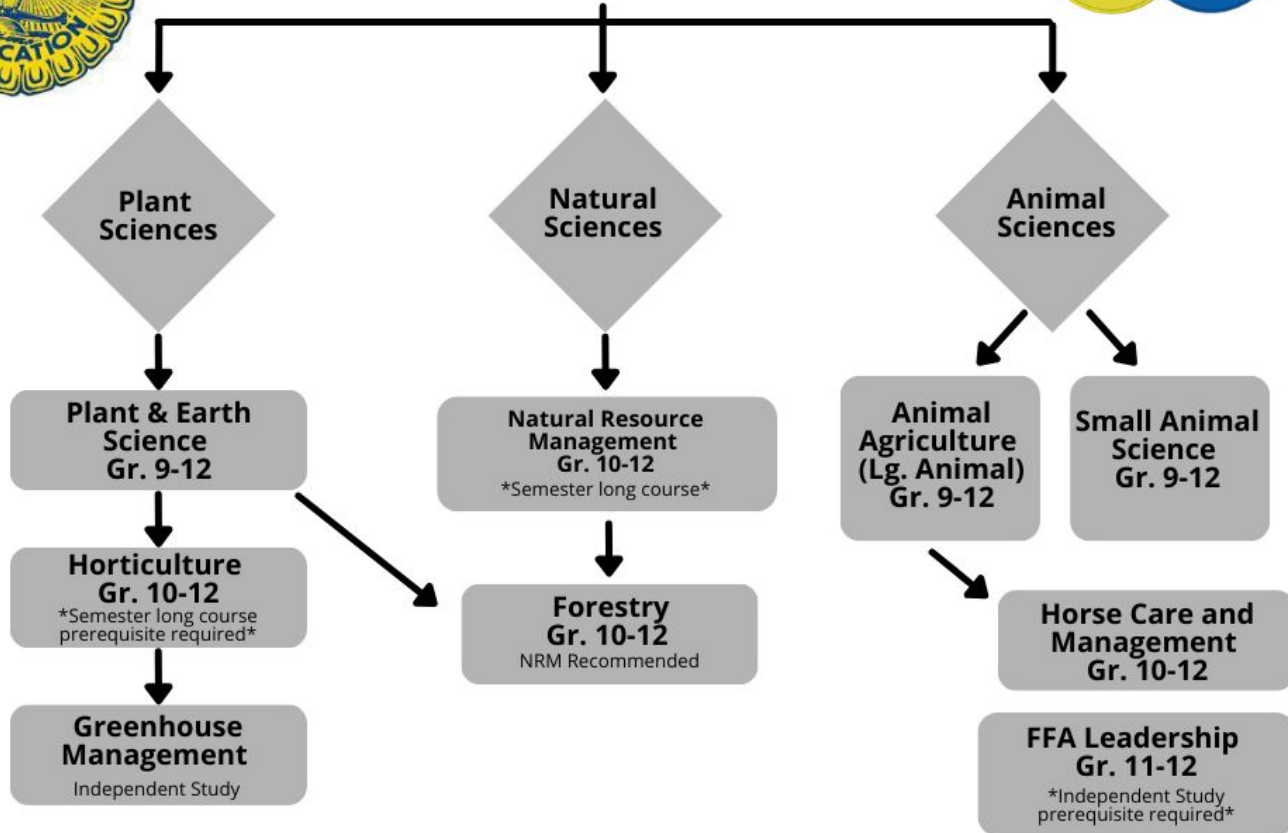 CATION
Plant
Sciences
Natural
Sciences
Animal
Sciences
Plant & Earth
Science
Gr. 9-12
Natural Resource
Management
Gr. 10-12
*Semester long course*
Animal
Agriculture
(Lg. Animal)
Gr. 9-12
Small Animal
Science
Gr. 9-12
Horticulture
Gr. 10-12
*Semester long course
prerequisite required*
Forestry
Gr. 10-12
NRM Recommended
Horse Care and
Management
Gr. 10-12
Greenhouse
Management
Independent Study
FFA Leadership
Gr. 11-12
*Independent Study
prerequisite required*